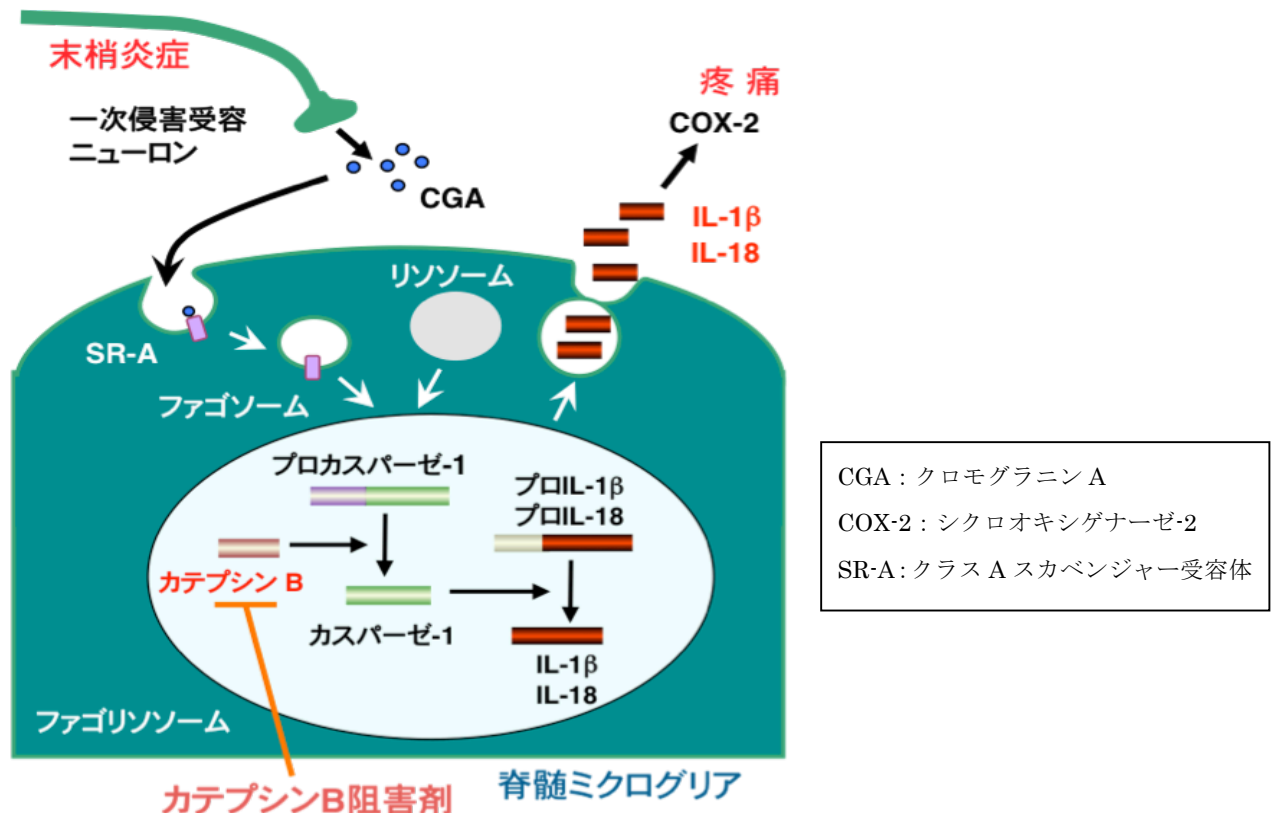 末梢炎症
一次侵害受容
ニューロン
CGA
疼 痛
COX-2
IL-1β
IL-18
リソソーム
SR-A
ファゴソーム
プロカスパーゼ-1
プロIL-1β
プロIL-18
カテプシン B
カスパーゼ-1
IL-1β
IL-18
ファゴリソソーム
カテプシンB阻害剤
脊髄ミクログリア
CGA：クロモグラニン A
COX-2：シクロオキシゲナーゼ-2
SR-A：クラス A スカベンジャー受容体